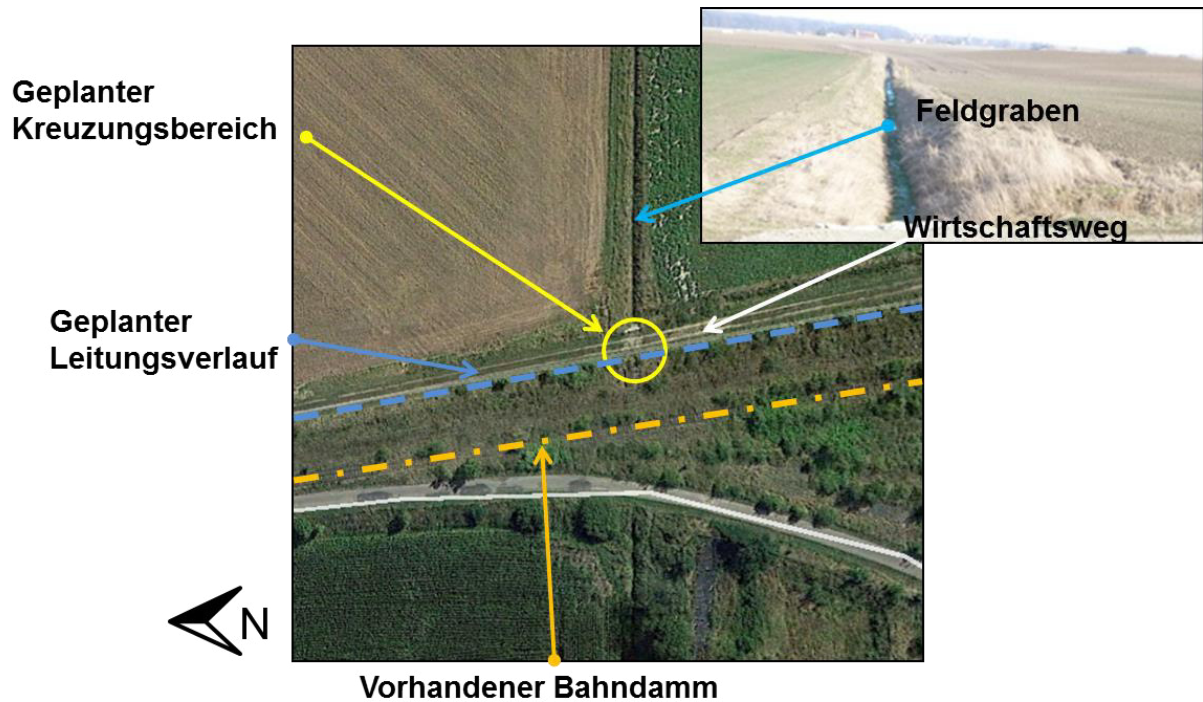 Geplanter
Kreuzungsbereich
Feldgraben
Wirtschaftsweg
Geplanter
Leitungsverlauf
N
Vorhandener Bahndamm